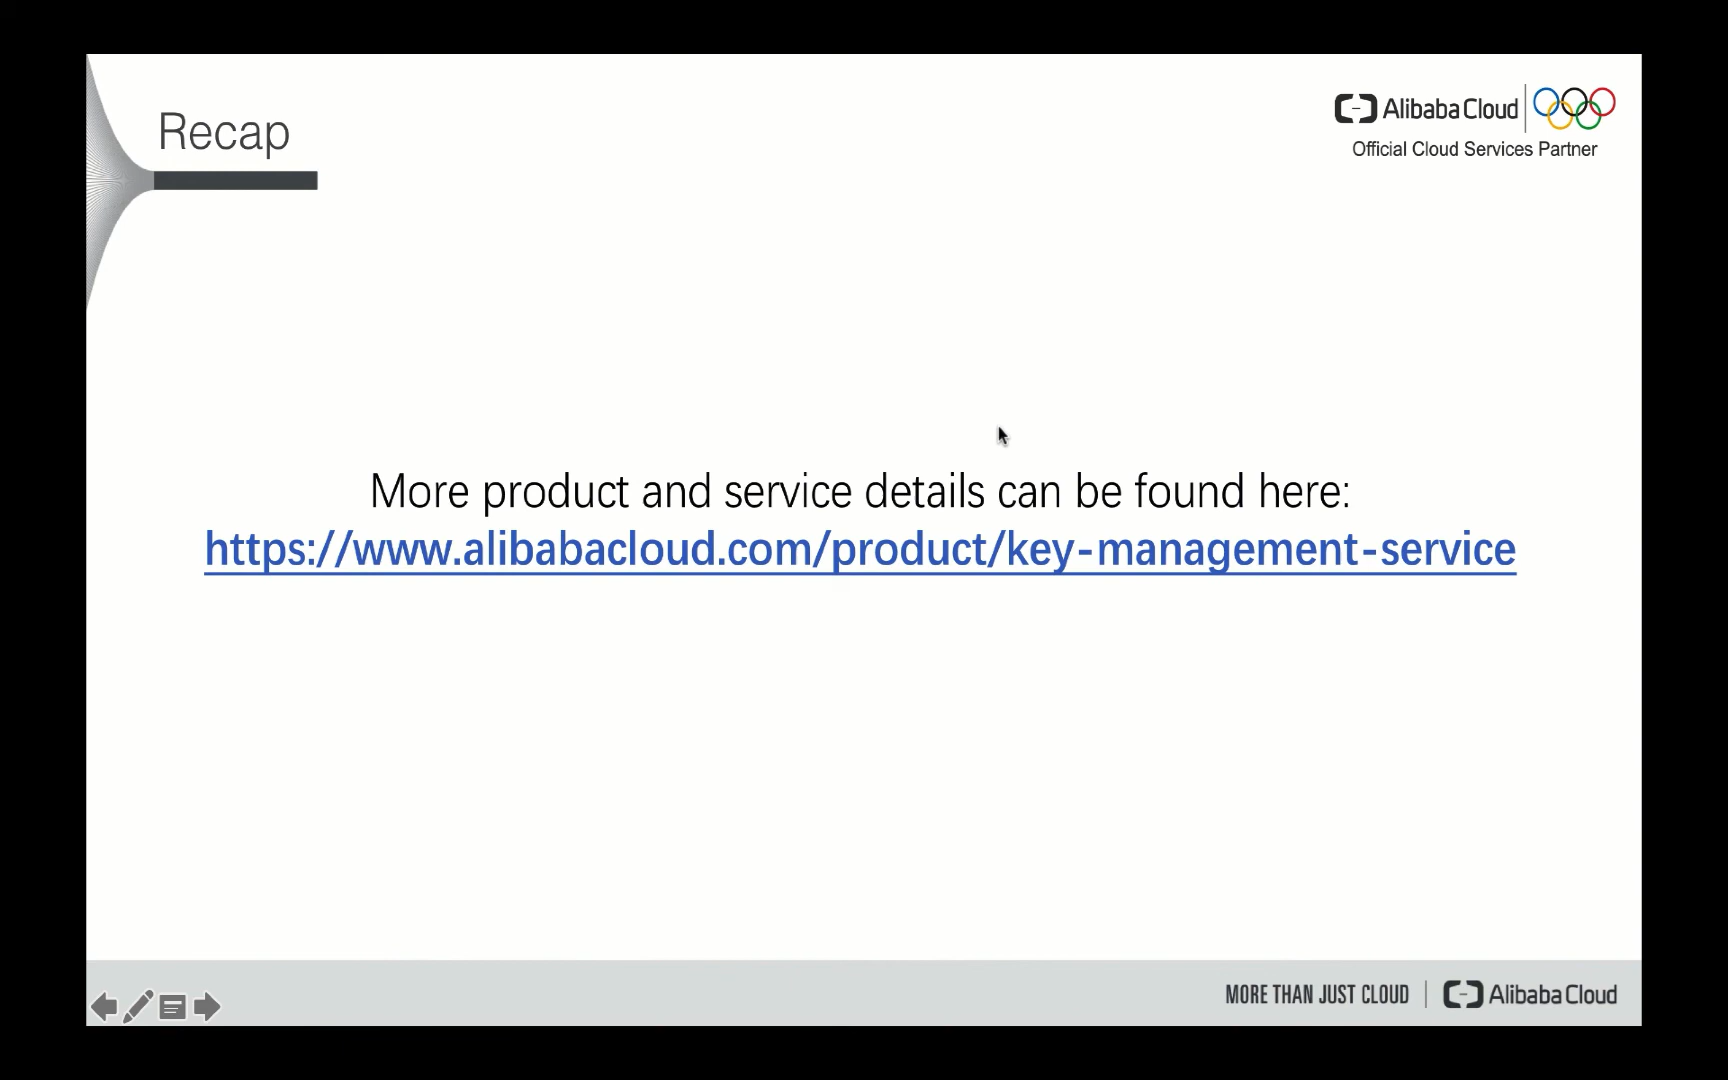 Recap
Alibaba Cloud
Official Cloud Services Partner
More product and service details can be found here:
https://www.alibabacloud.com/product/key-management-service
MORE THAN JUST CLOUD
Alibaba Cloud